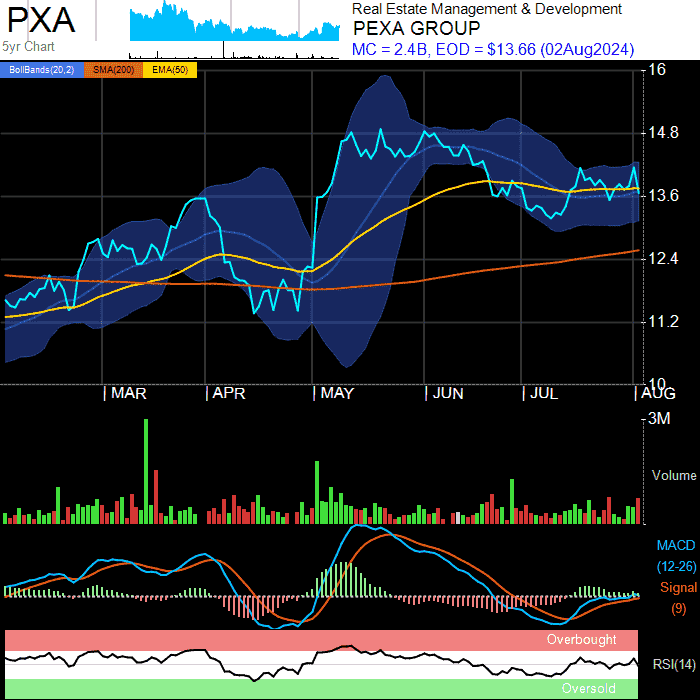 PXA
5yr Chart
Real Estate Management & Development
PEXA GROUP
MC = 2.4B, EOD = $13.66 (02Aug2024)
BollBands(20,2) SMA(200) EMA(50)
16
14.8
13.6
12.4
11.2
10
MAR APR MAY JUN JUL AUG
3M
Volume
MACD
(12-26)
Signal
(9)
Overbought
RSI(14)
Oversold